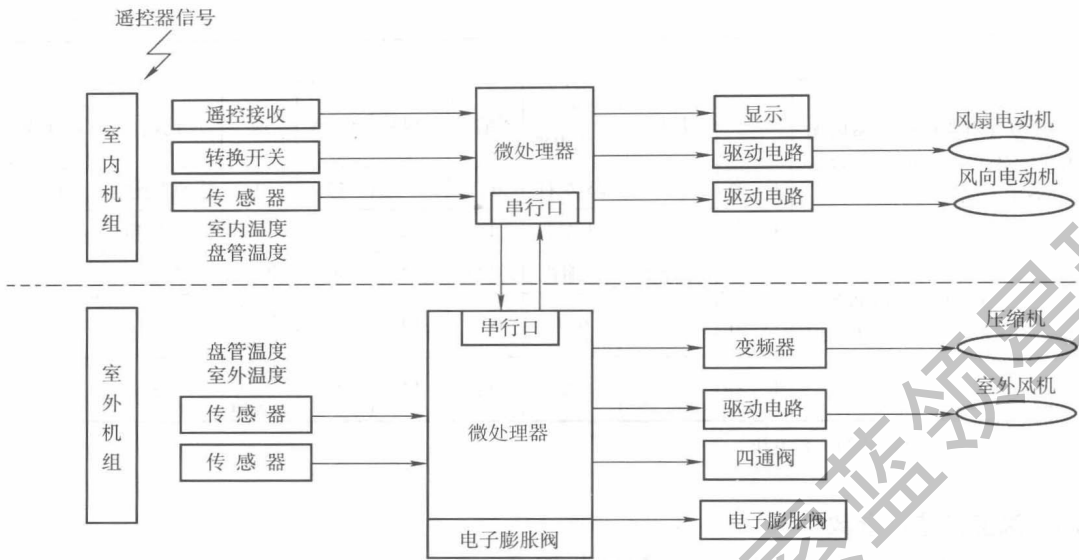 遥控器信号
室内机组
遥控接收
转换开关
传感器
室内温度
盘管温度
微处理器
串行口
显示
驱动电路
驱动电路
风扇电动机
风向电动机
室外机组
盘管温度
室外温度
传感器
传感器
串行口
微处理器
电子膨胀阀
变频器
驱动电路
四通阀
电子膨胀阀
压缩机
室外风机
蓝领星